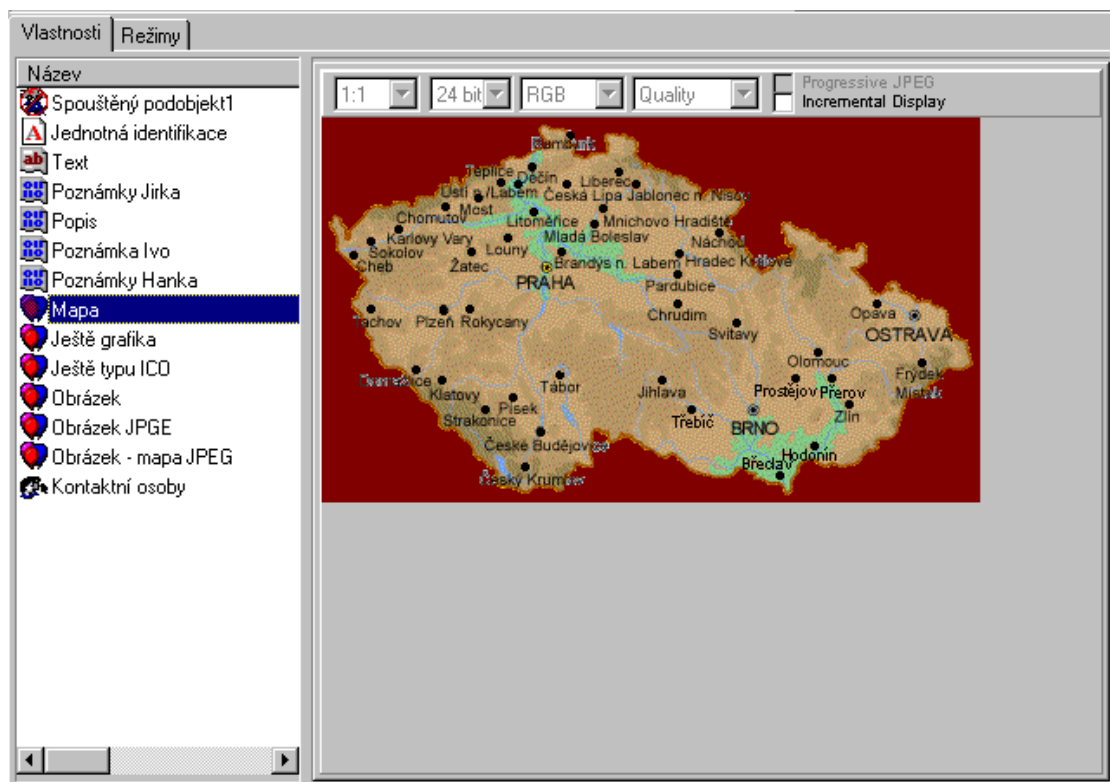 Vlastnosti Režimy
Název
Spouštěný podobjekt1
Jednotná identifikace
Text
Poznámky Jirka
Popis
Poznámka Ivo
Poznámky Hanka
Mapa
Ještě grafika
Ještě typu ICO
Obrázek
Obrázek JPGE
Obrázek - mapa JPEG
Kontaktní osoby
1:1 24 bit RGB Quality
Progressive JPEG
Incremental Display
Teplice Děčín Liberec
Ústí n./Labem Česká Lípa Jablonec n. Nisou
Most
Chomutov Litoměřice Mnichovo Hradiště
Karlovy Vary Louny Mladá Boleslav Náchod
Sokolov
Cheb Žatec Brandýs n. Labem Hradec Králové
PRAHA Pardubice
Tachov Plzeň Rokycany Chrudim Opava
Svitavy OSTRAVA
Olomouc
Frýdek
Místek
Domažlice Klatovy Tábor Jihlava Prostějov Přerov
Strakonice Písek Třebíč BRNO Zlín
České Budějovice Hodonín
Břeclav
Český Krumlov